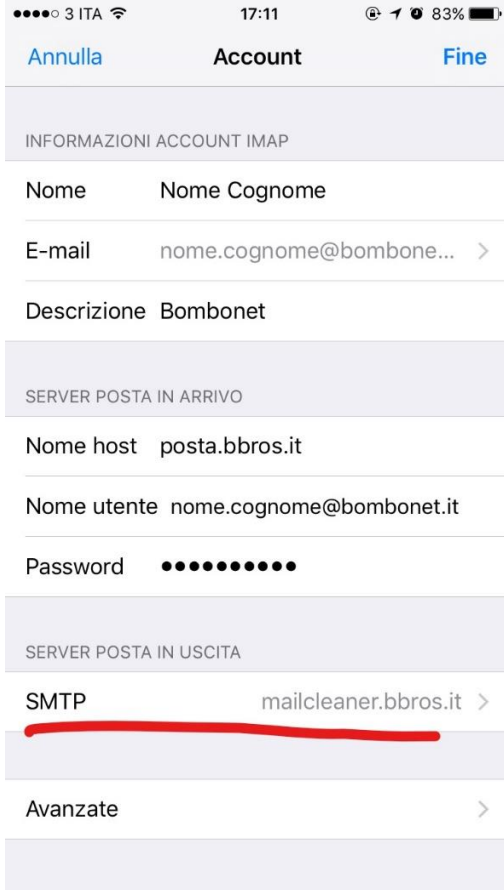 3 ITA 17:11 83%
Annulla Account Fine
INFORMAZIONI ACCOUNT IMAP
Nome Nome Cognome
E-mail nome.cognome@bombone...
Descrizione Bombonet
SERVER POSTA IN ARRIVO
Nome host posta.bbros.it
Nome utente nome.cognome@bombonet.it
Password ●●●●●●●●●●
SERVER POSTA IN USCITA
SMTP mailcleaner.bbros.it
Avanzate